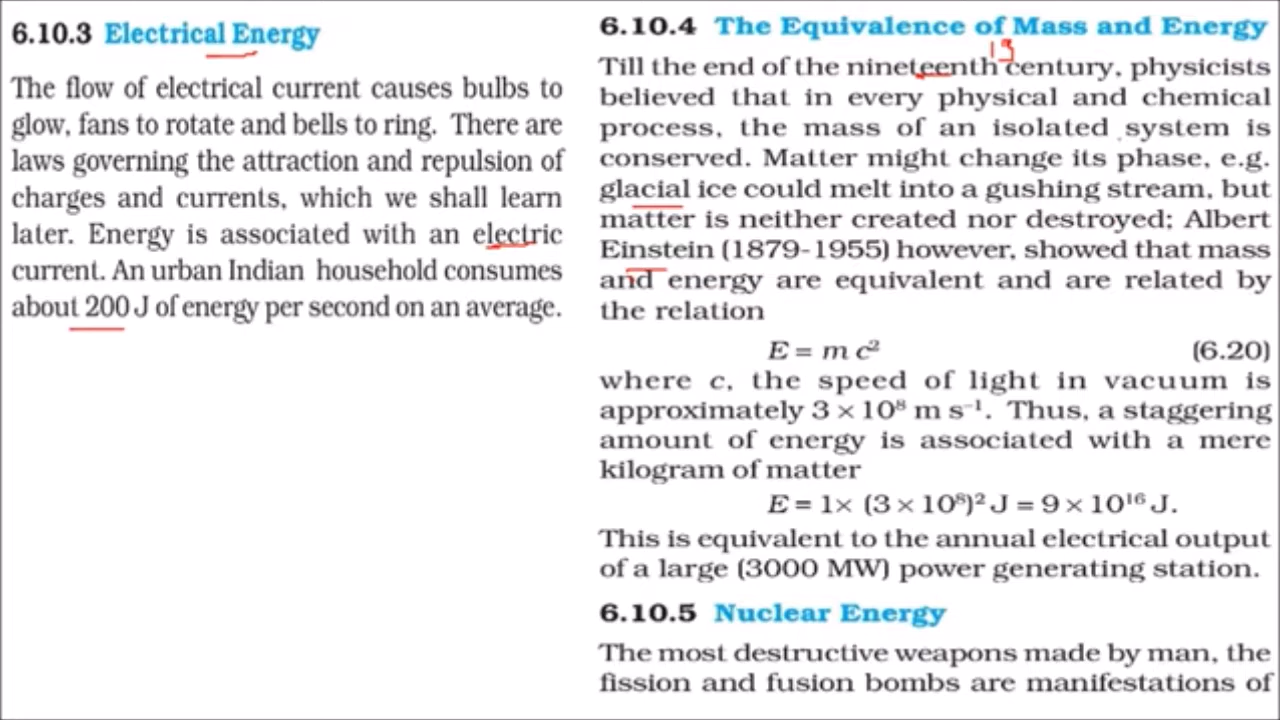 6.10.3 Electrical Energy
The flow of electrical current causes bulbs to
glow, fans to rotate and bells to ring. There are
laws governing the attraction and repulsion of
charges and currents, which we shall learn
later. Energy is associated with an electric
current. An urban Indian household consumes
about 200 J of energy per second on an average.
6.10.4 The Equivalence of Mass and Energy
Till the end of the nineteenth century, physicists
believed that in every physical and chemical
process, the mass of an isolated system is
conserved. Matter might change its phase, e.g.
glacial ice could melt into a gushing stream, but
matter is neither created nor destroyed; Albert
Einstein (1879-1955) however, showed that mass
and energy are equivalent and are related by
the relation
E = m c² (6.20)
where c, the speed of light in vacuum is
approximately 3 × 10⁸ m s⁻¹. Thus, a staggering
amount of energy is associated with a mere
kilogram of matter
E = 1× (3 × 10⁸)² J = 9 × 10¹⁶ J.
This is equivalent to the annual electrical output
of a large (3000 MW) power generating station.
6.10.5 Nuclear Energy
The most destructive weapons made by man, the
fission and fusion bombs are manifestations of